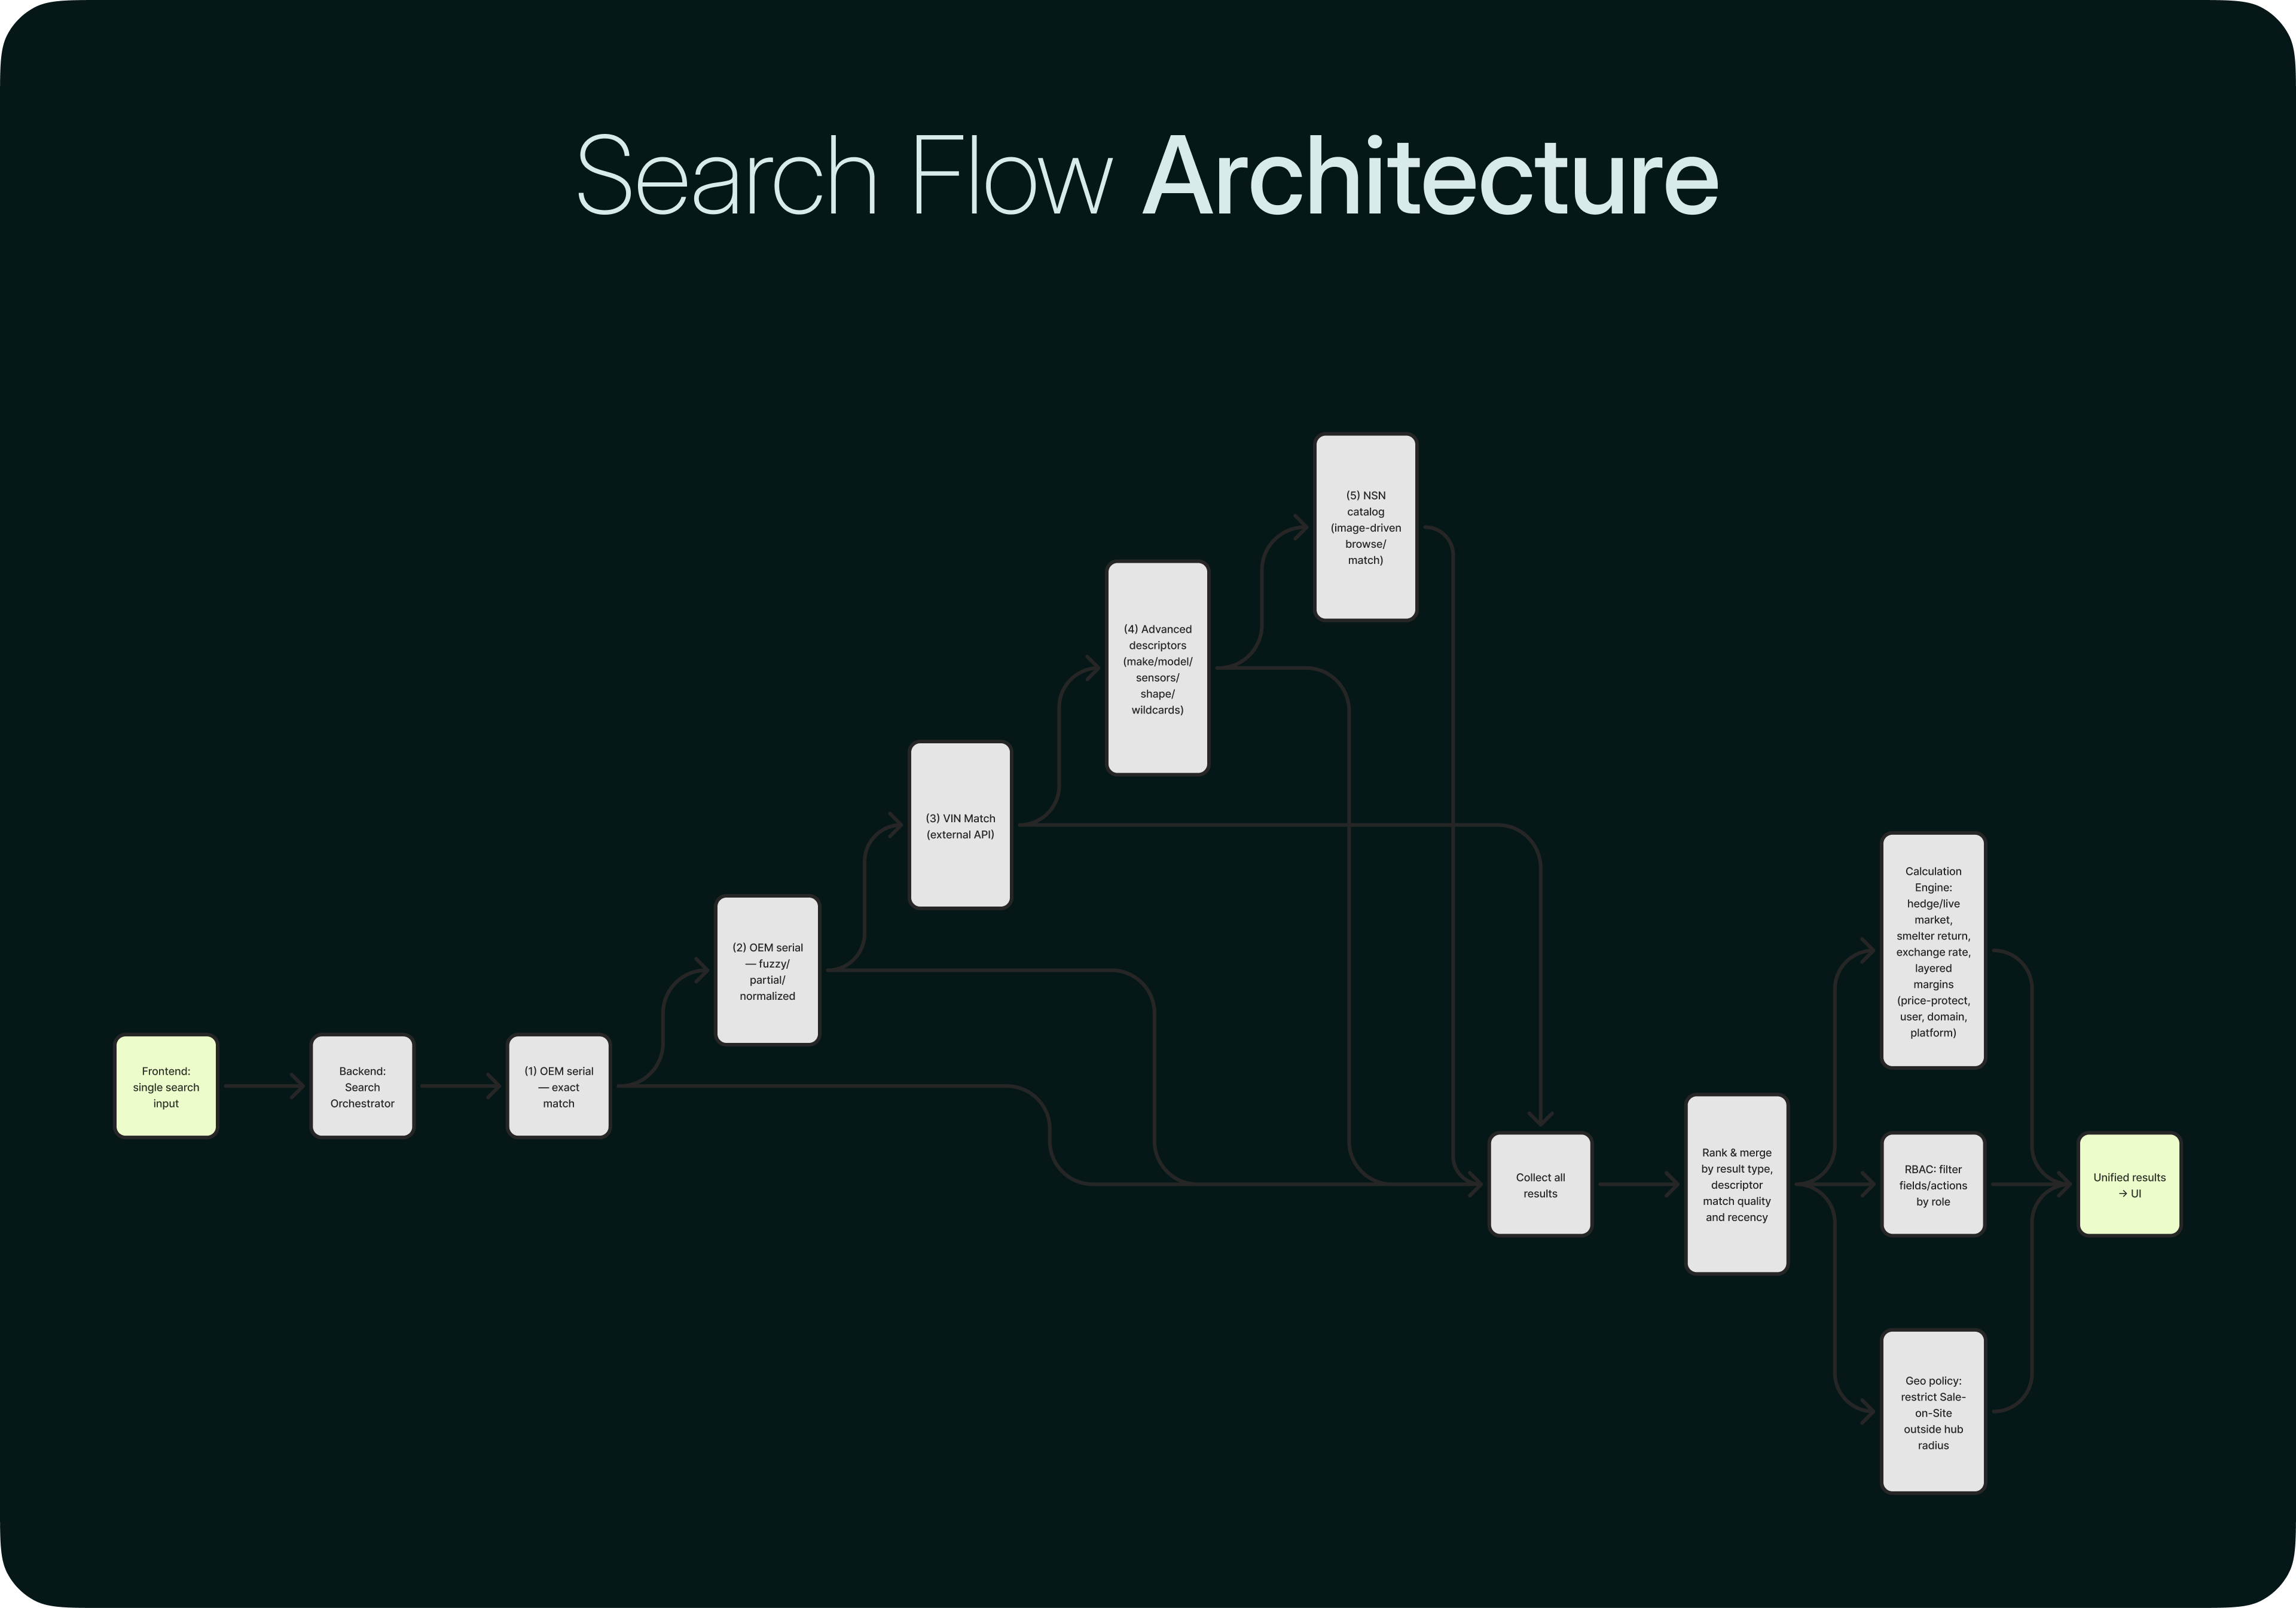 Search Flow Architecture
Frontend:
single search
input
Backend:
Search
Orchestrator
(1) OEM serial
— exact
match
(2) OEM serial
— fuzzy/
partial/
normalized
(3) VIN Match
(external API)
(4) Advanced
descriptors
(make/model/
sensors/
shape/
wildcards)
(5) NSN
catalog
(image-driven
browse/
match)
Collect all
results
Rank & merge
by result type,
descriptor
match quality
and recency
Calculation
Engine:
hedge/live
market,
smelter return,
exchange rate,
layered
margins
(price-protect,
user, domain,
platform)
RBAC: filter
fields/actions
by role
Geo policy:
restrict Sale-
on-Site
outside hub
radius
Unified results
→ UI